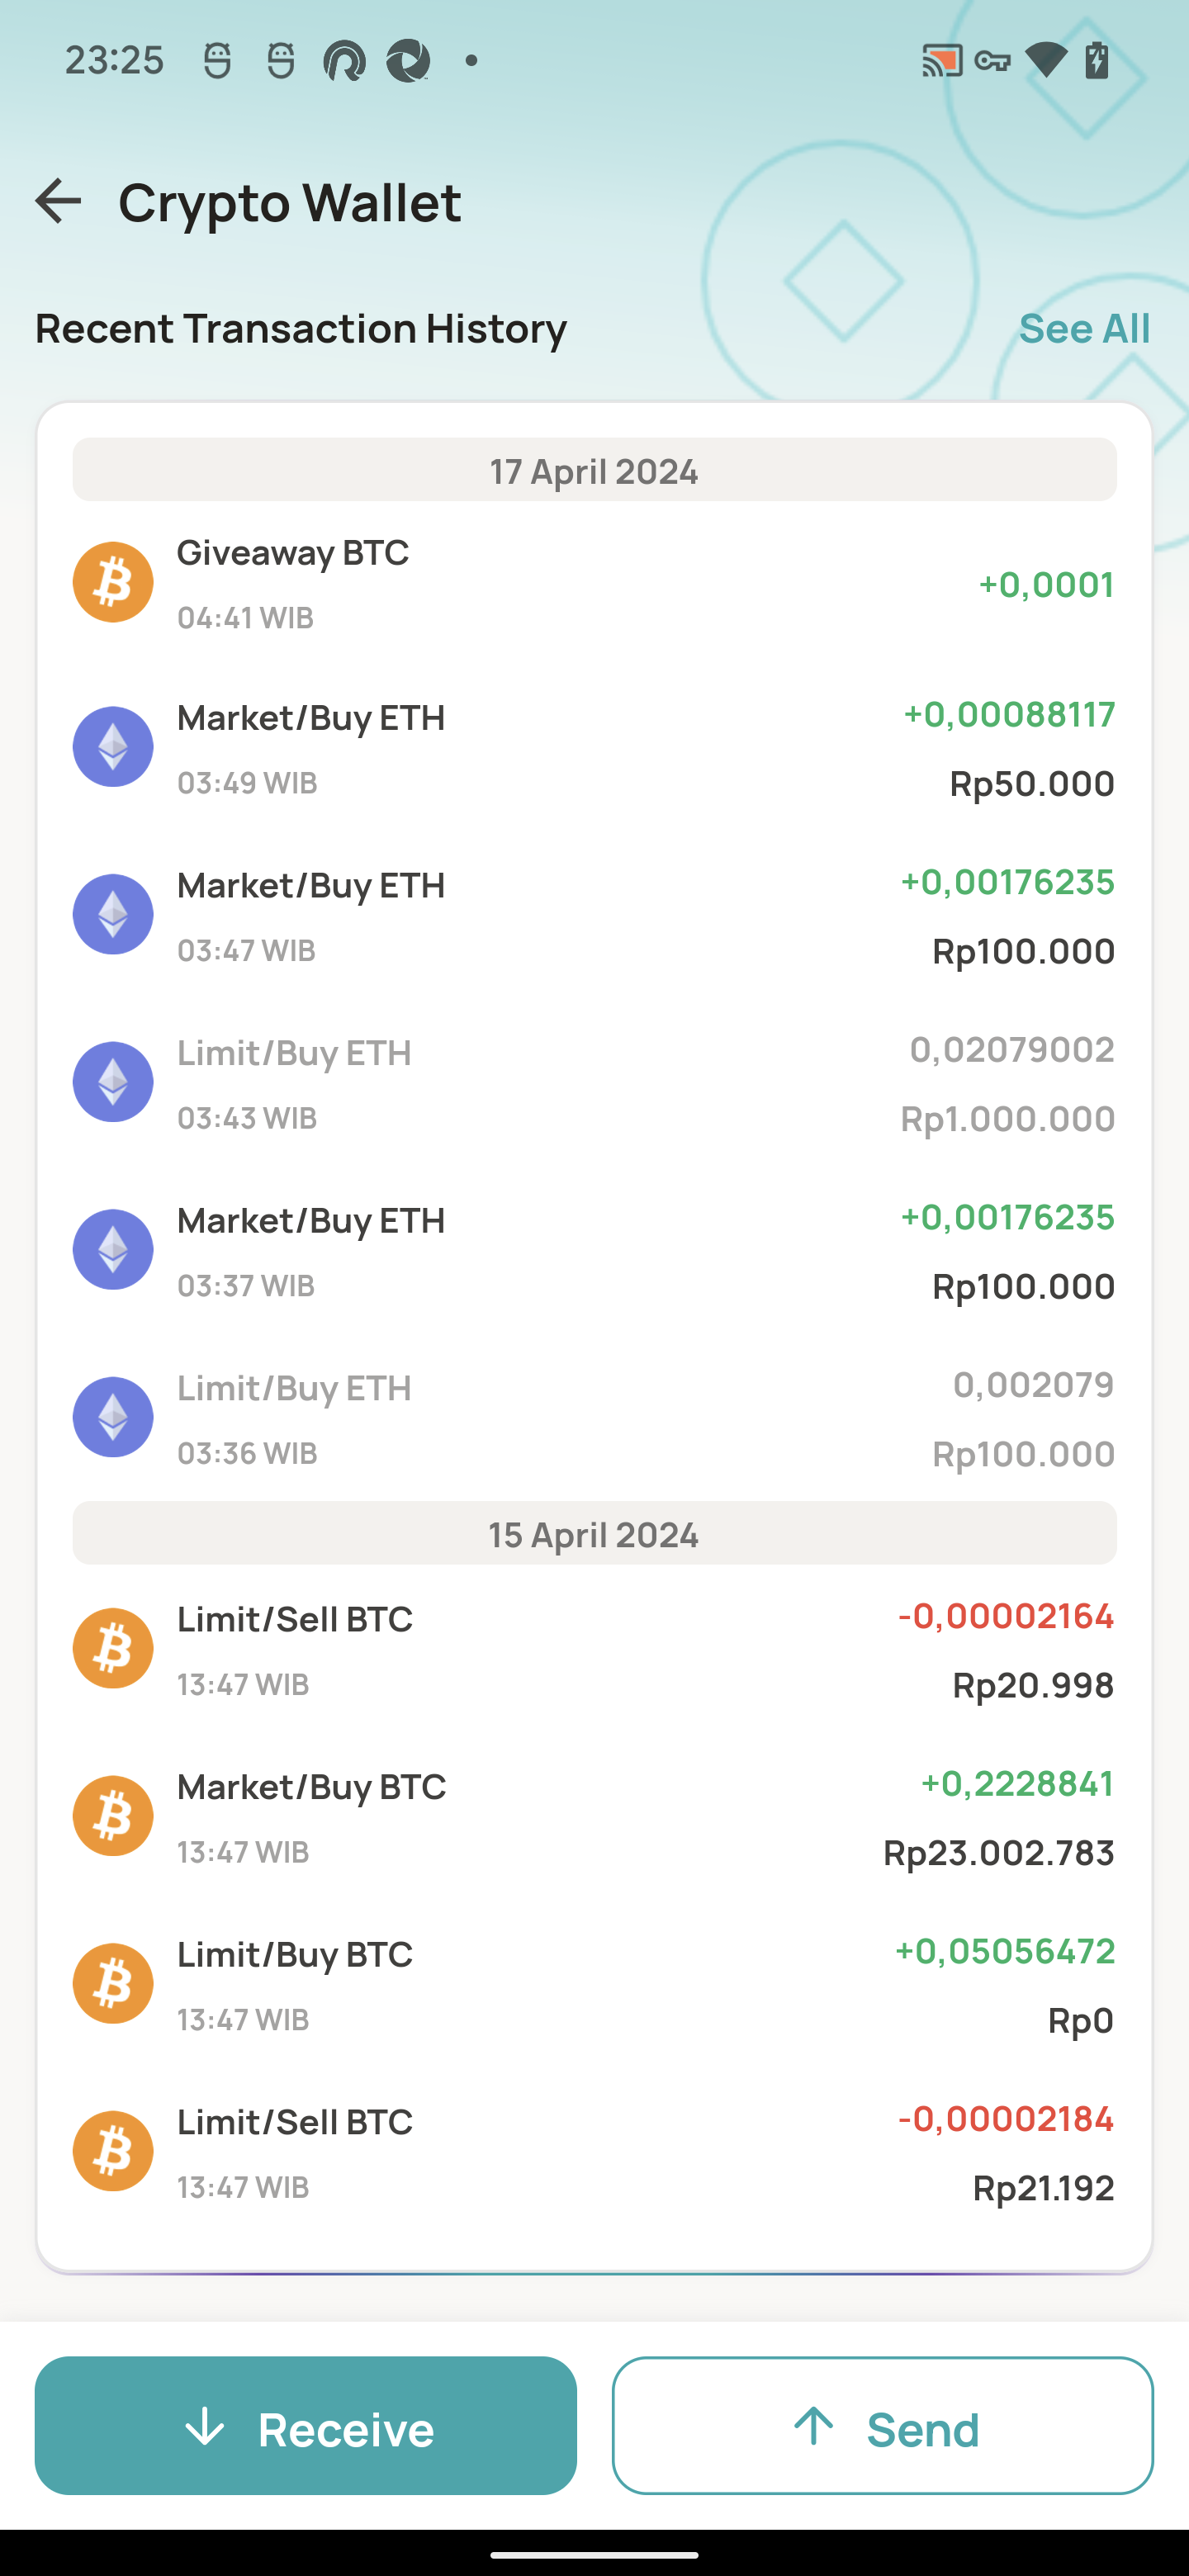 23:25
Crypto Wallet
Recent Transaction History
See All
17 April 2024
Giveaway BTC
+0,0001
04:41 WIB
Market/Buy ETH
+0,00088117
03:49 WIB
Rp50.000
Market/Buy ETH
+0,00176235
03:47 WIB
Rp100.000
Limit/Buy ETH
0,02079002
03:43 WIB
Rp1.000.000
Market/Buy ETH
+0,00176235
03:37 WIB
Rp100.000
Limit/Buy ETH
0,002079
03:36 WIB
Rp100.000
15 April 2024
Limit/Sell BTC
-0,00002164
13:47 WIB
Rp20.998
Market/Buy BTC
+0,2228841
13:47 WIB
Rp23.002.783
Limit/Buy BTC
+0,05056472
13:47 WIB
Rp0
Limit/Sell BTC
-0,00002184
13:47 WIB
Rp21.192
Receive
Send